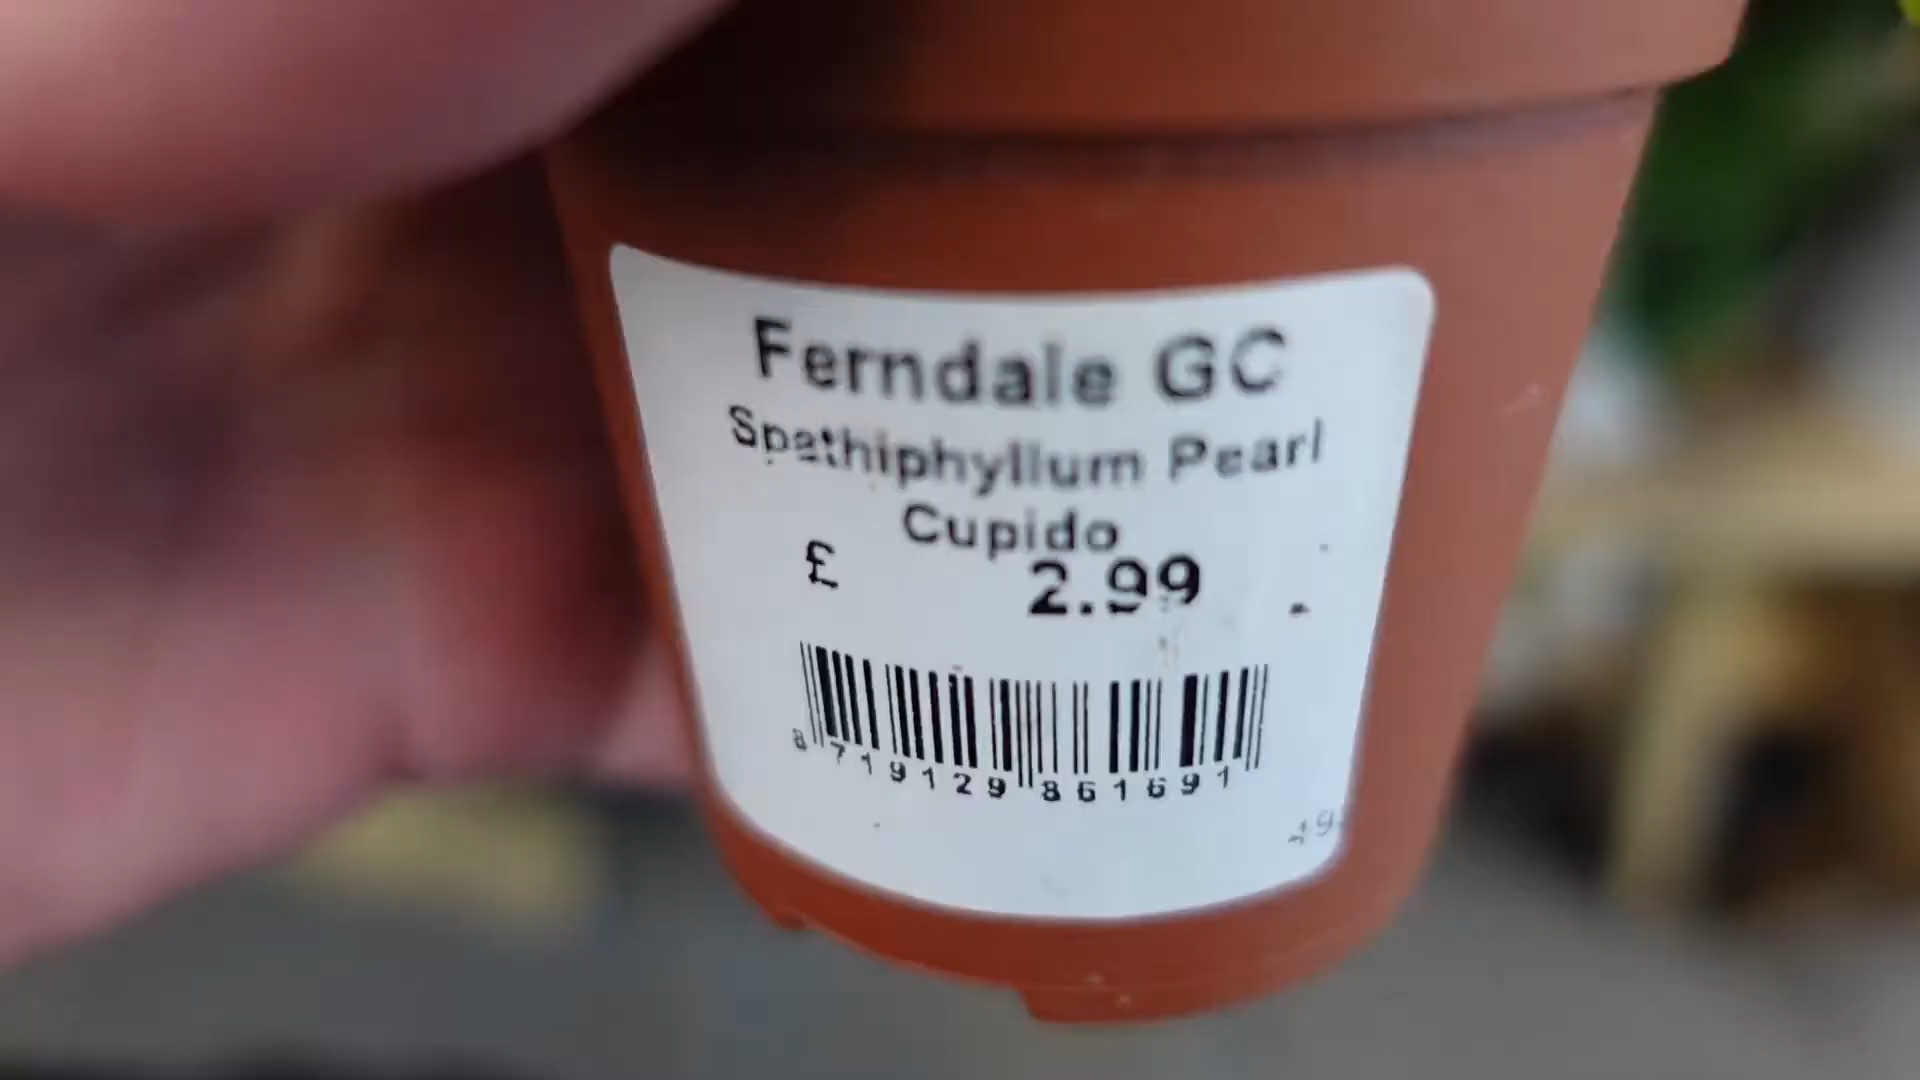 Ferndale GC
Spathiphyllum Pearl
Cupido
£ 2.99
8 719129 861691